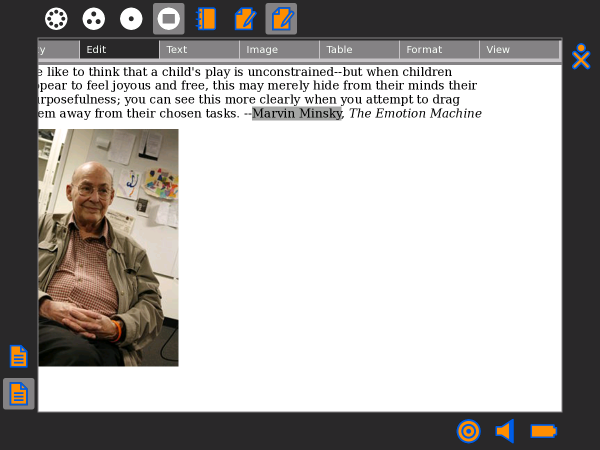 y Edit Text Image Table Format View
e like to think that a child's play is unconstrained--but when children
pear to feel joyous and free, this may merely hide from their minds their
urposefulness; you can see this more clearly when you attempt to drag
em away from their chosen tasks. --Marvin Minsky, The Emotion Machine